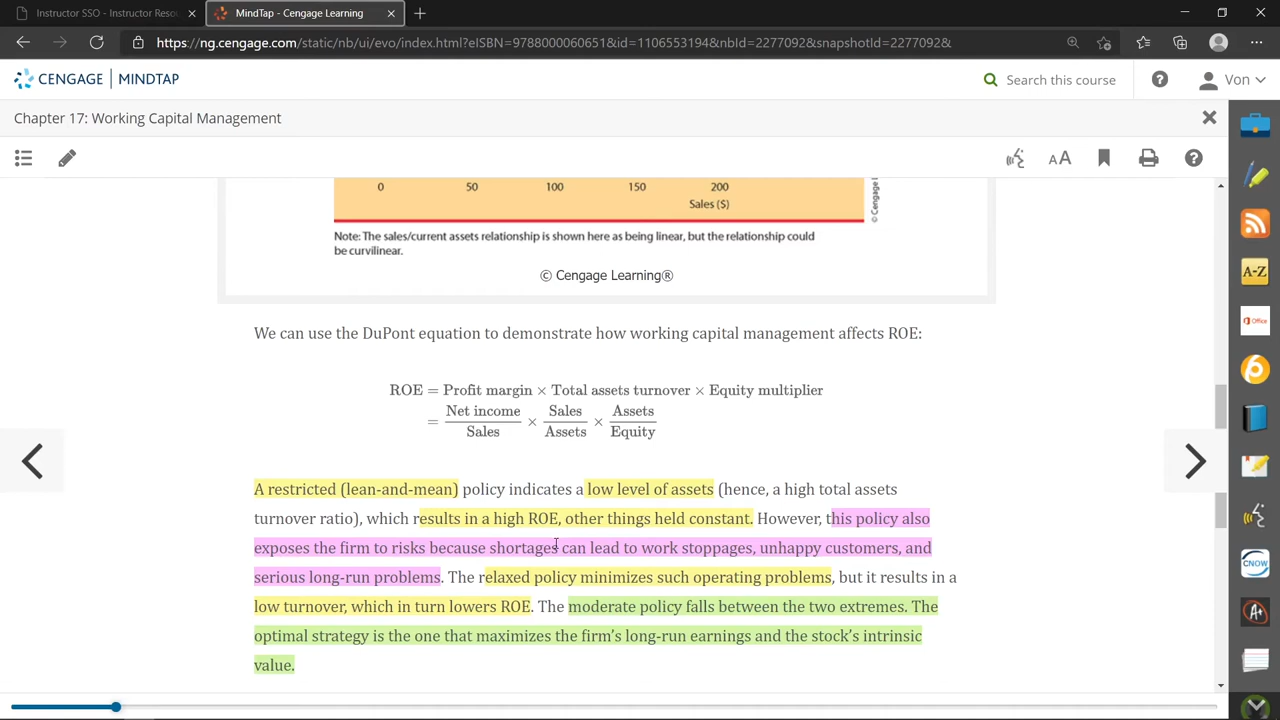 Instructor SSO - Instructor Resou
MindTap - Cengage Learning
https://ng.cengage.com/static/nb/ui/evo/index.html?eISBN=9788000060651&id=1106553194&nbId=2277092&snapshotId=2277092&
CENGAGE | MINDTAP
Search this course
Von
Chapter 17: Working Capital Management
AA
0 50 100 150 200
Sales ($)
Note: The sales/current assets relationship is shown here as being linear, but the relationship could
be curvilinear.
© Cengage Learning®
We can use the DuPont equation to demonstrate how working capital management affects ROE:
ROE = Profit margin × Total assets turnover × Equity multiplier
= Net income/Sales × Sales/Assets × Assets/Equity
A restricted (lean-and-mean) policy indicates a low level of assets (hence, a high total assets
turnover ratio), which results in a high ROE, other things held constant. However, this policy also
exposes the firm to risks because shortages can lead to work stoppages, unhappy customers, and
serious long-run problems. The relaxed policy minimizes such operating problems, but it results in a
low turnover, which in turn lowers ROE. The moderate policy falls between the two extremes. The
optimal strategy is the one that maximizes the firm's long-run earnings and the stock's intrinsic
value.
A-Z
Office
CNOW
A+